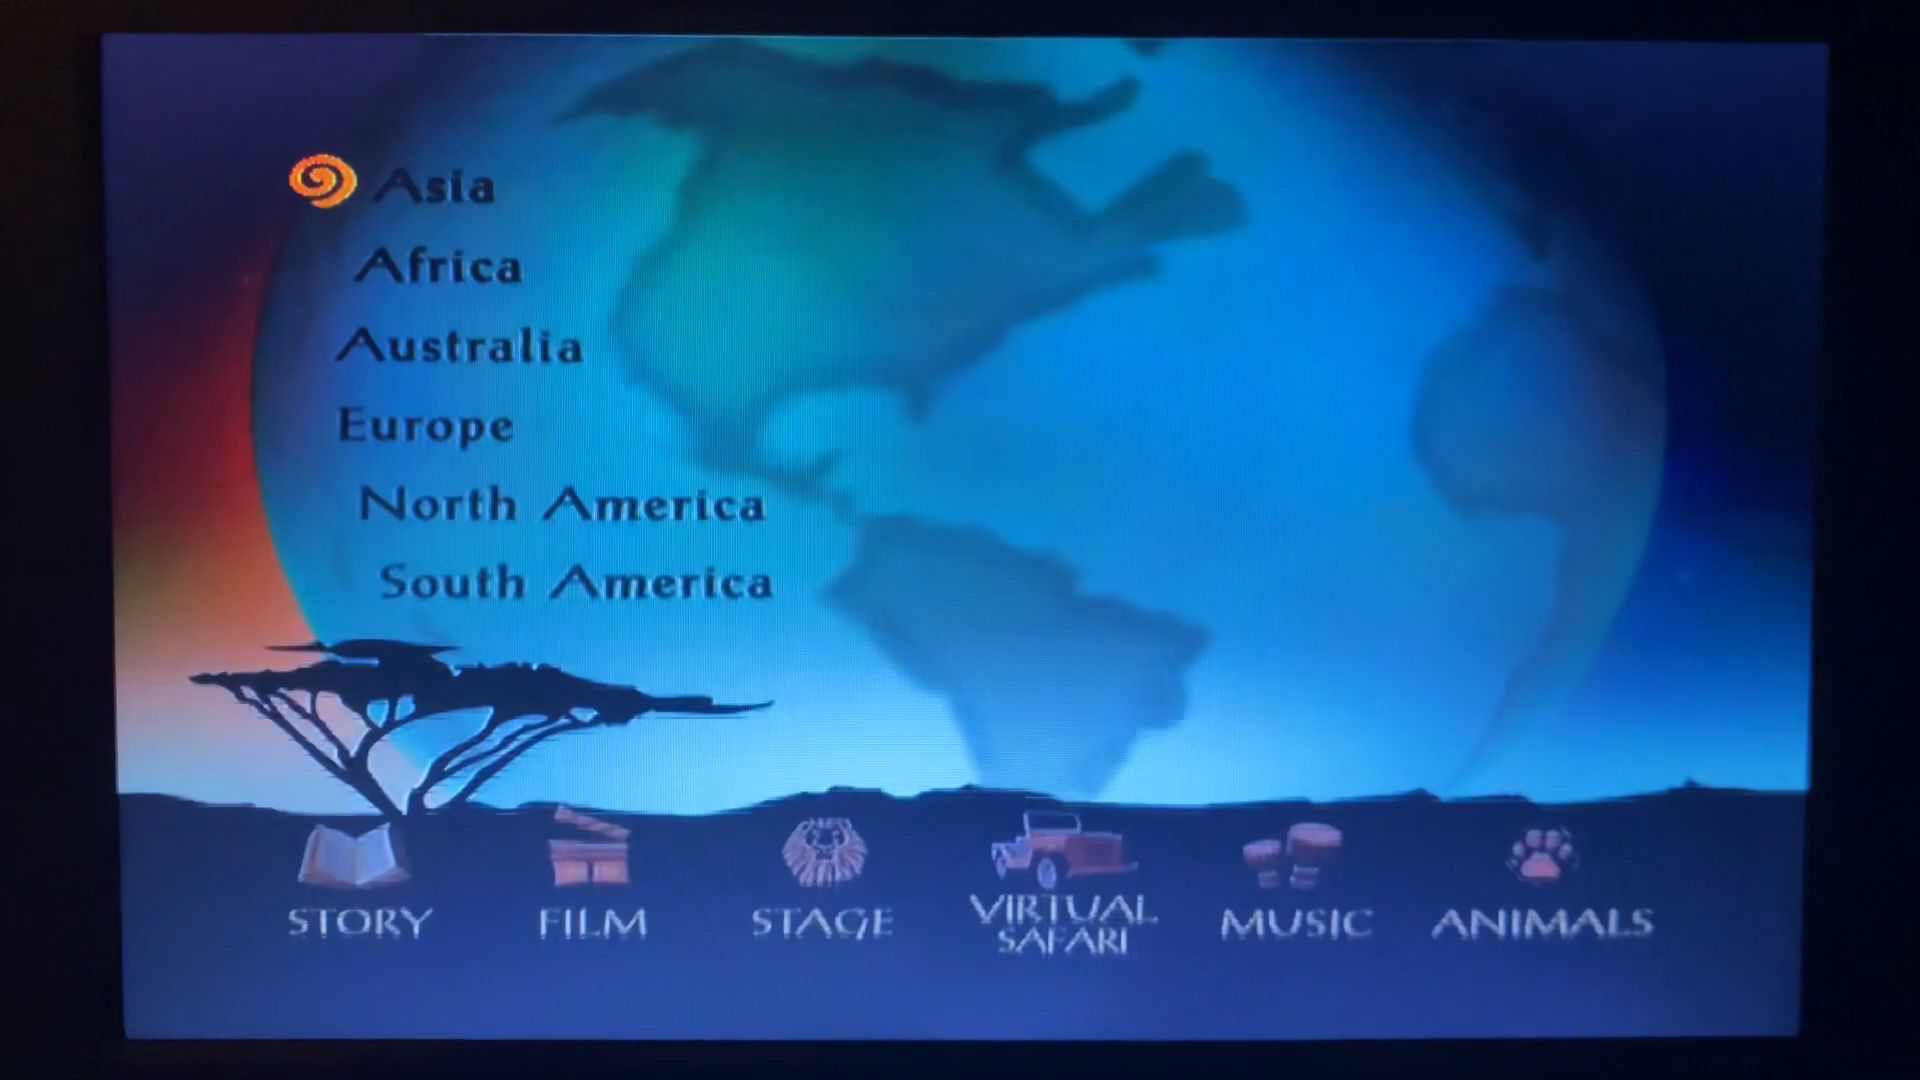 Asia
Africa
Australia
Europe
North America
South America
STORY
FILM
STAGE
VIRTUAL
SAFARI
MUSIC
ANIMALS